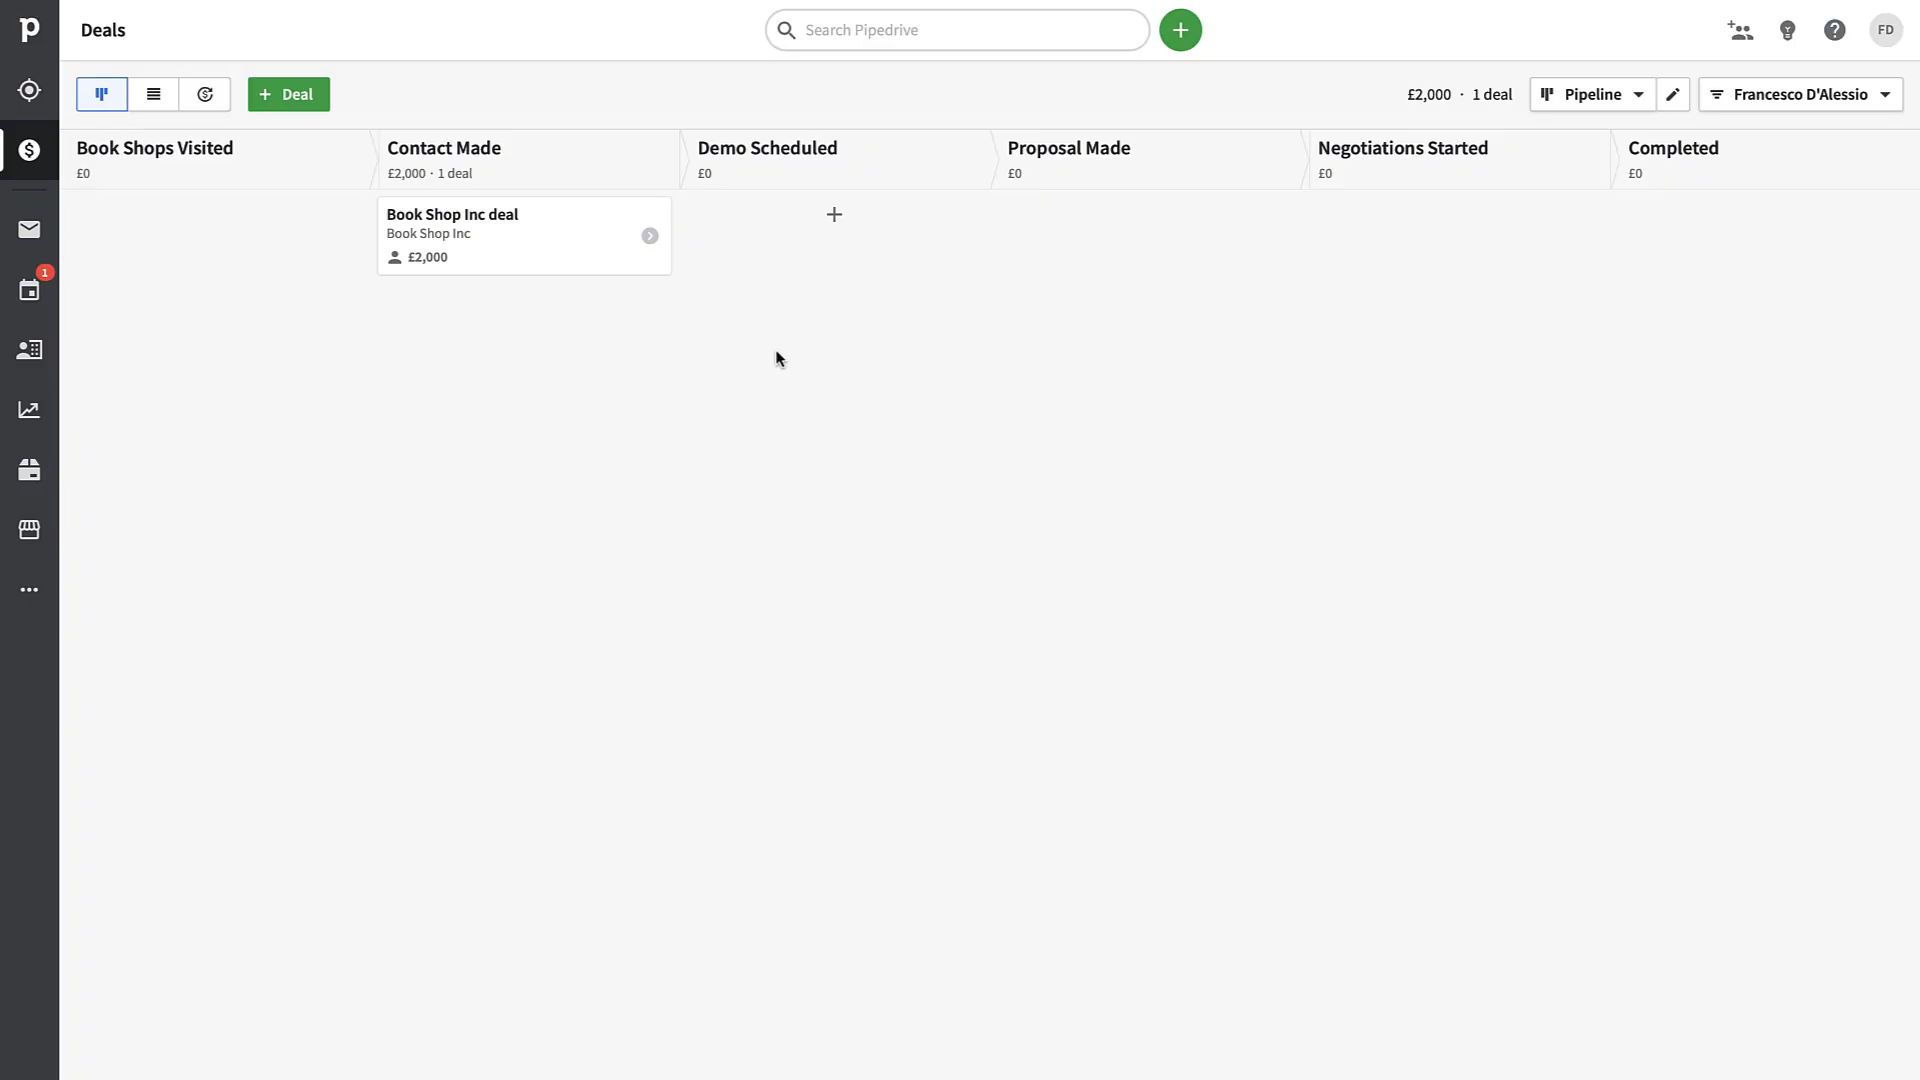 p
Deals
Search Pipedrive
FD
Deal
£2,000 · 1 deal
Pipeline
Francesco D'Alessio
Book Shops Visited
£0
Contact Made
£2,000 · 1 deal
Demo Scheduled
£0
Proposal Made
£0
Negotiations Started
£0
Completed
£0
Book Shop Inc deal
Book Shop Inc
£2,000
1